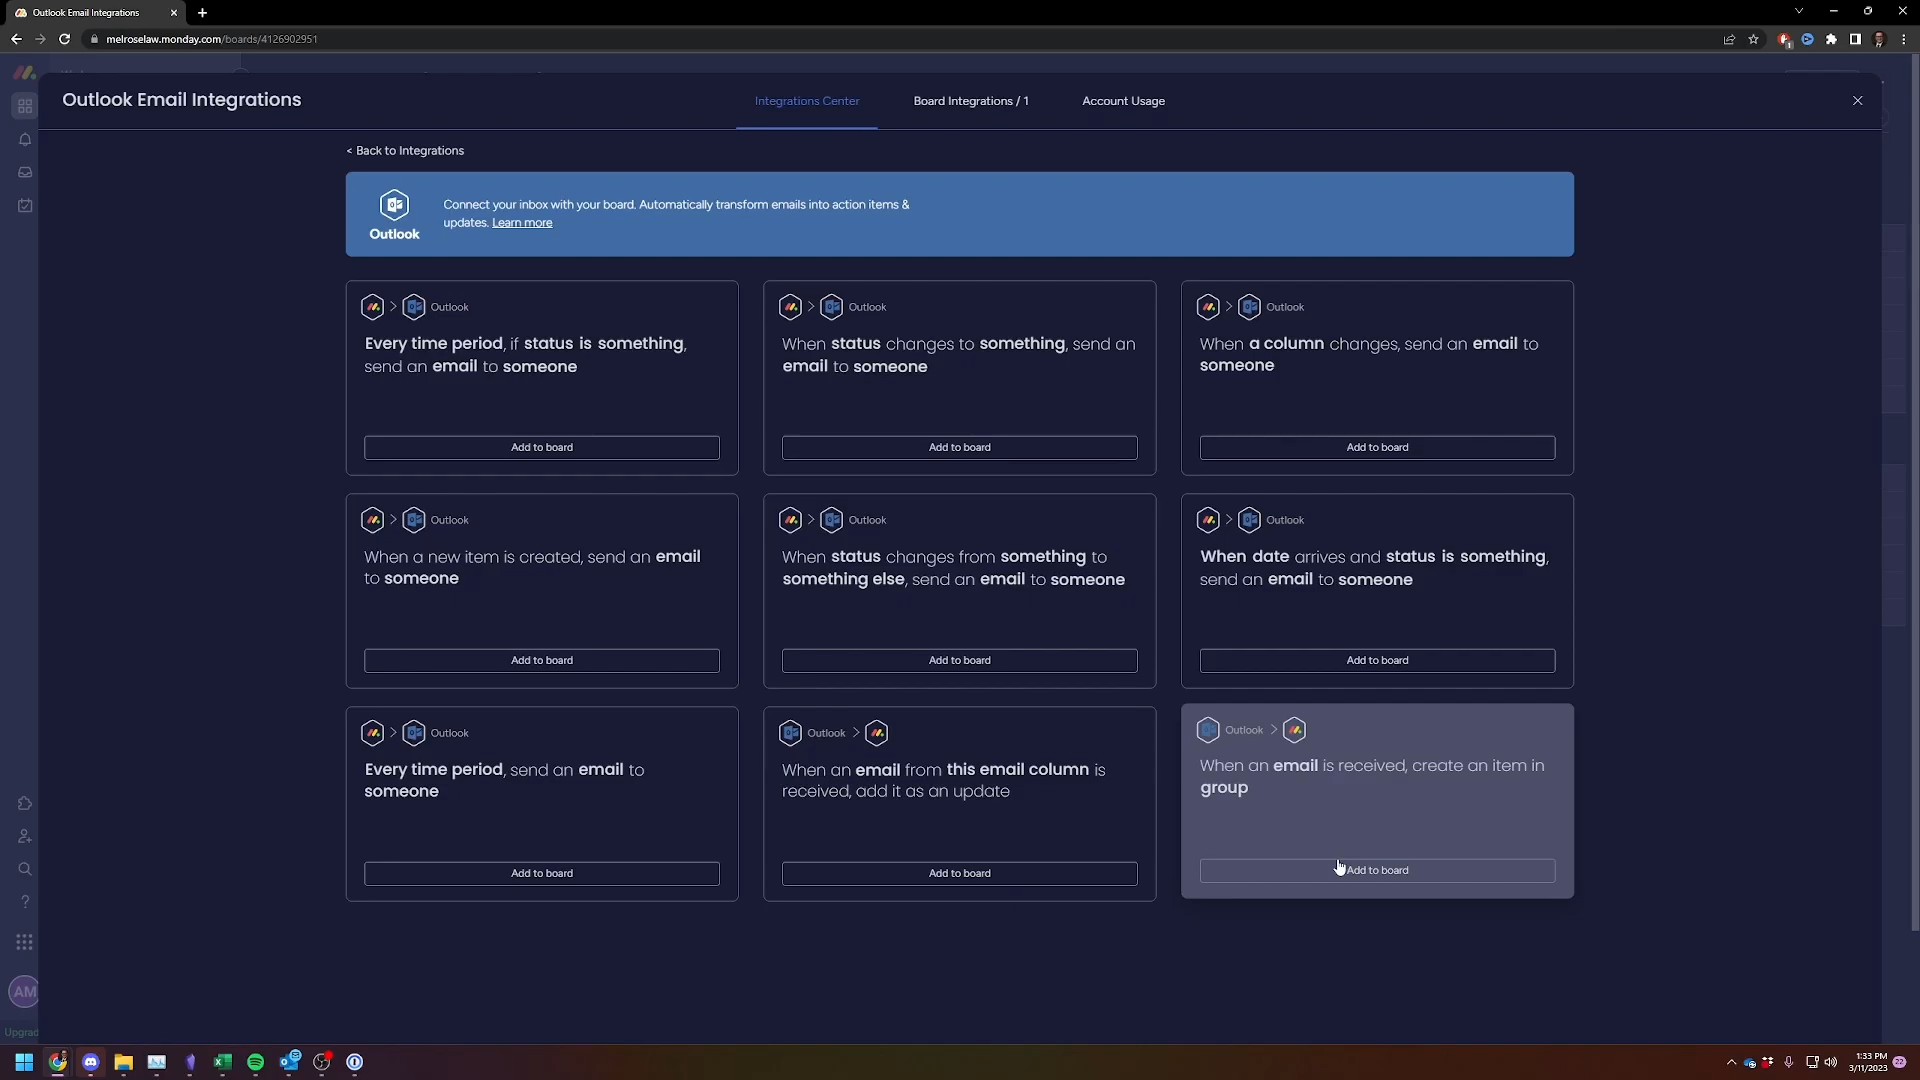 Outlook Email Integrations
melroselaw.monday.com/boards/4126902951
Outlook Email Integrations
Integrations Center
Board Integrations / 1
Account Usage
< Back to Integrations
Outlook
Connect your inbox with your board. Automatically transform emails into action items &
updates. Learn more
Outlook
Every time period, if status is something,
send an email to someone
Add to board
Outlook
When status changes to something, send an
email to someone
Add to board
Outlook
When a column changes, send an email to
someone
Add to board
Outlook
When a new item is created, send an email
to someone
Add to board
Outlook
When status changes from something to
something else, send an email to someone
Add to board
Outlook
When date arrives and status is something,
send an email to someone
Add to board
Outlook
Every time period, send an email to
someone
Add to board
Outlook
When an email from this email column is
received, add it as an update
Add to board
Outlook
When an email is received, create an item in
group
Add to board
AM
Upgrad
1:33 PM
3/11/2023
22